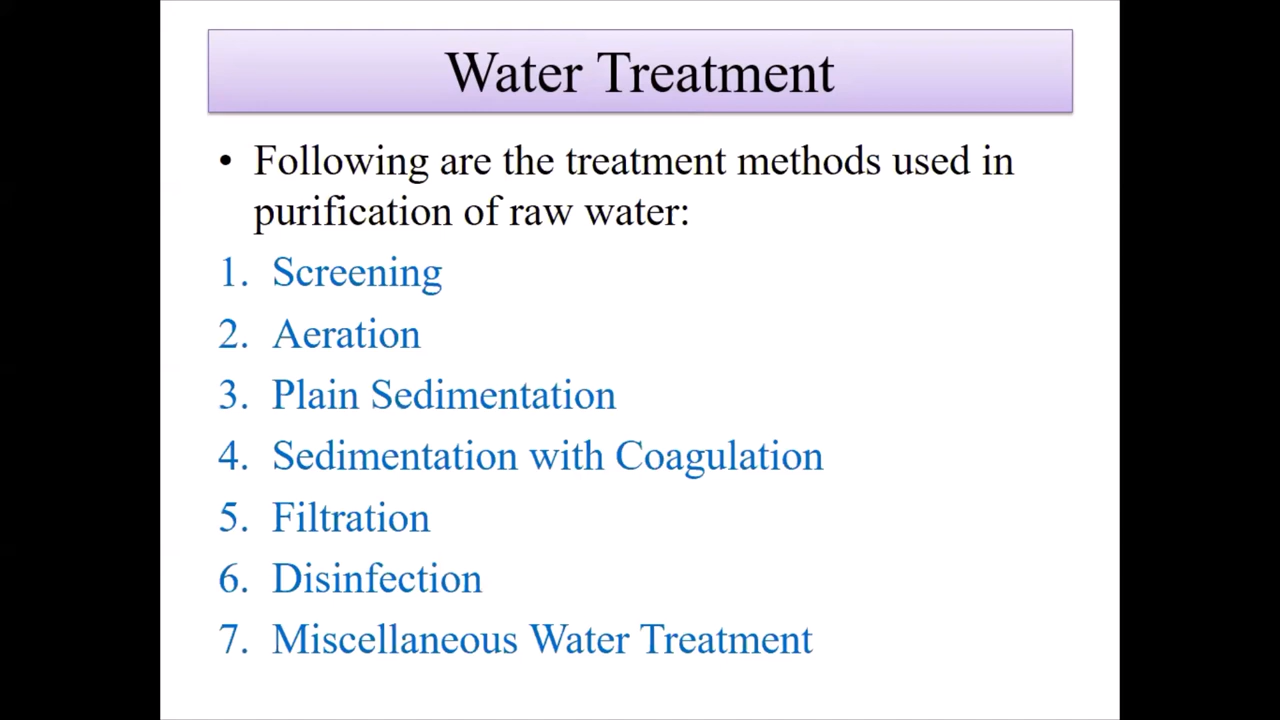 Water Treatment
• Following are the treatment methods used in
purification of raw water:
1. Screening
2. Aeration
3. Plain Sedimentation
4. Sedimentation with Coagulation
5. Filtration
6. Disinfection
7. Miscellaneous Water Treatment